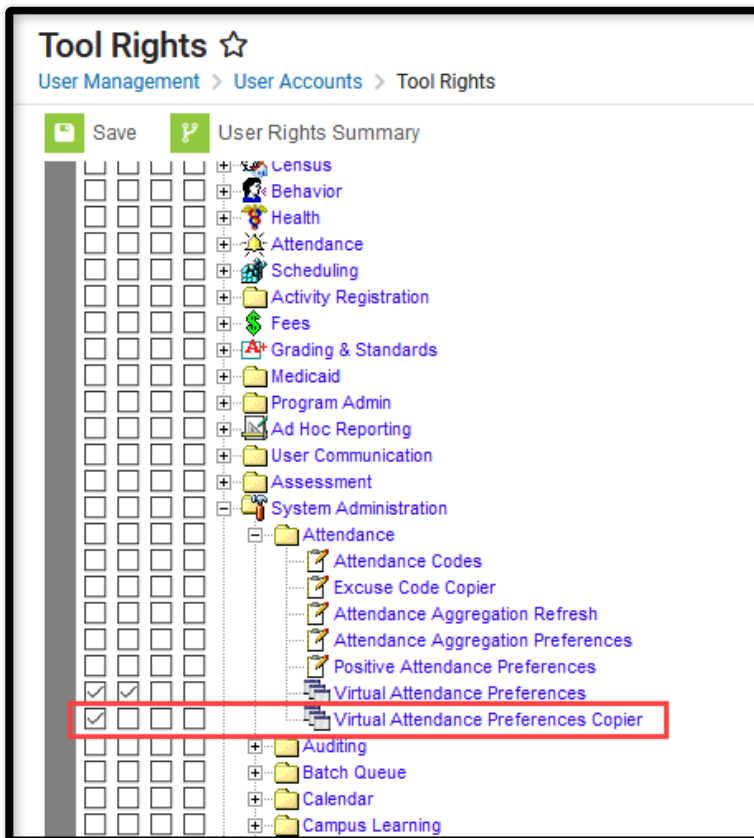 Tool Rights
User Management > User Accounts > Tool Rights
Save User Rights Summary
Census
Behavior
Health
Attendance
Scheduling
Activity Registration
Fees
Grading & Standards
Medicaid
Program Admin
Ad Hoc Reporting
User Communication
Assessment
System Administration
Attendance
Attendance Codes
Excuse Code Copier
Attendance Aggregation Refresh
Attendance Aggregation Preferences
Positive Attendance Preferences
Virtual Attendance Preferences
Virtual Attendance Preferences Copier
Auditing
Batch Queue
Calendar
Campus Learning